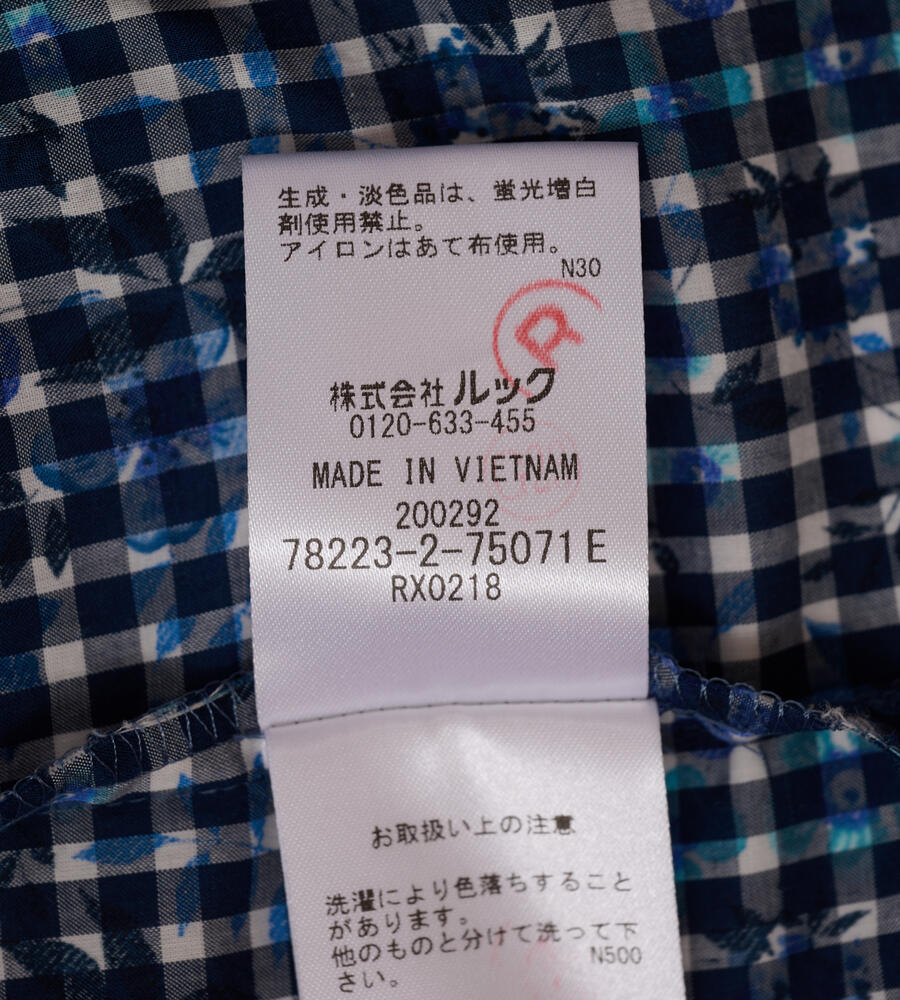 生成・淡色品は、蛍光増白
剤使用禁止。
アイロンはあて布使用。
N30
R
株式会社 ルック
0120-633-455
MADE IN VIETNAM
200292
78223-2-75071 E
RX0218
お取扱い上の注意
洗濯により色落ちすること
があります。
他のものと分けて洗って下
さい。
N500